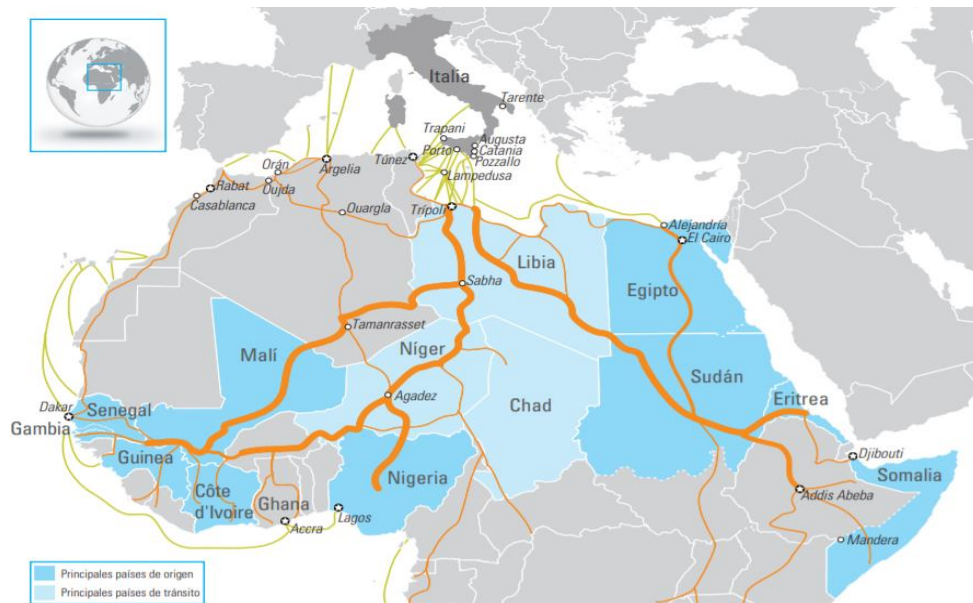 Italia
Tarente
Trapani
Augusta
Porto
Catania
Pozzallo
Túnez
Lampedusa
Argelia
Orán
Oujda
Rabat
Casablanca
Ouargla
Trípoli
Alejandría
El Cairo
Libia
Sabha
Egipto
Tamanrasset
Malí
Níger
Agadez
Chad
Sudán
Eritrea
Dakar
Senegal
Gambia
Guinea
Côte
d'Ivoire
Ghana
Accra
Nigeria
Lagos
Djibouti
Somalia
Addis Abeba
Mandera
Principales países de origen
Principales países de tránsito